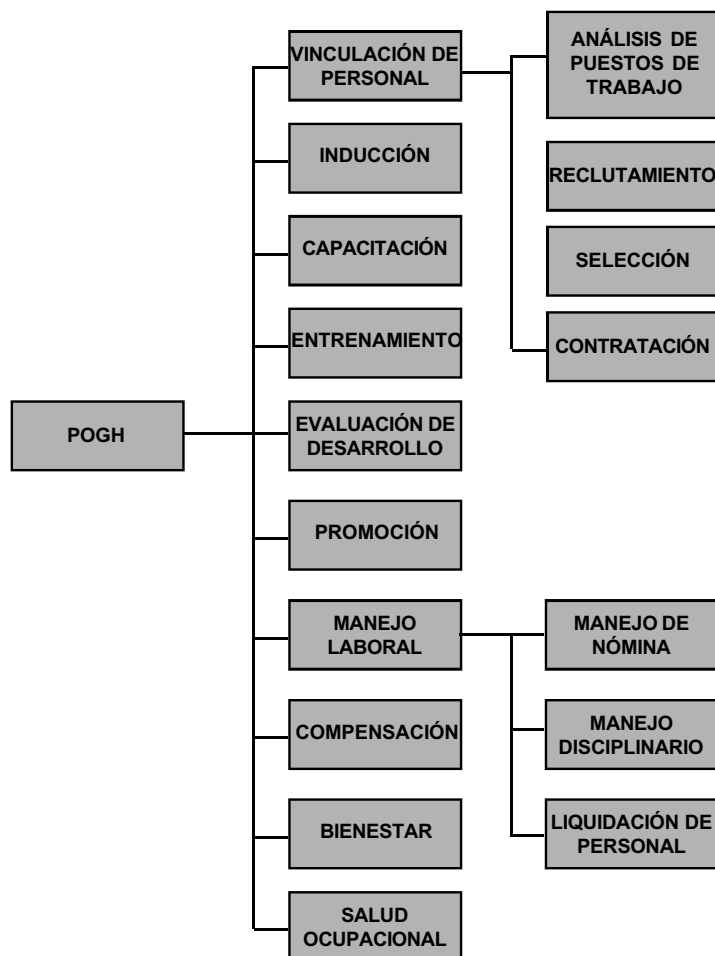 POGH
VINCULACIÓN DE
PERSONAL
INDUCCIÓN
CAPACITACIÓN
ENTRENAMIENTO
EVALUACIÓN DE
DESARROLLO
PROMOCIÓN
MANEJO
LABORAL
COMPENSACIÓN
BIENESTAR
SALUD
OCUPACIONAL
ANÁLISIS DE
PUESTOS DE
TRABAJO
RECLUTAMIENTO
SELECCIÓN
CONTRATACIÓN
MANEJO DE
NÓMINA
MANEJO
DISCIPLINARIO
LIQUIDACIÓN DE
PERSONAL